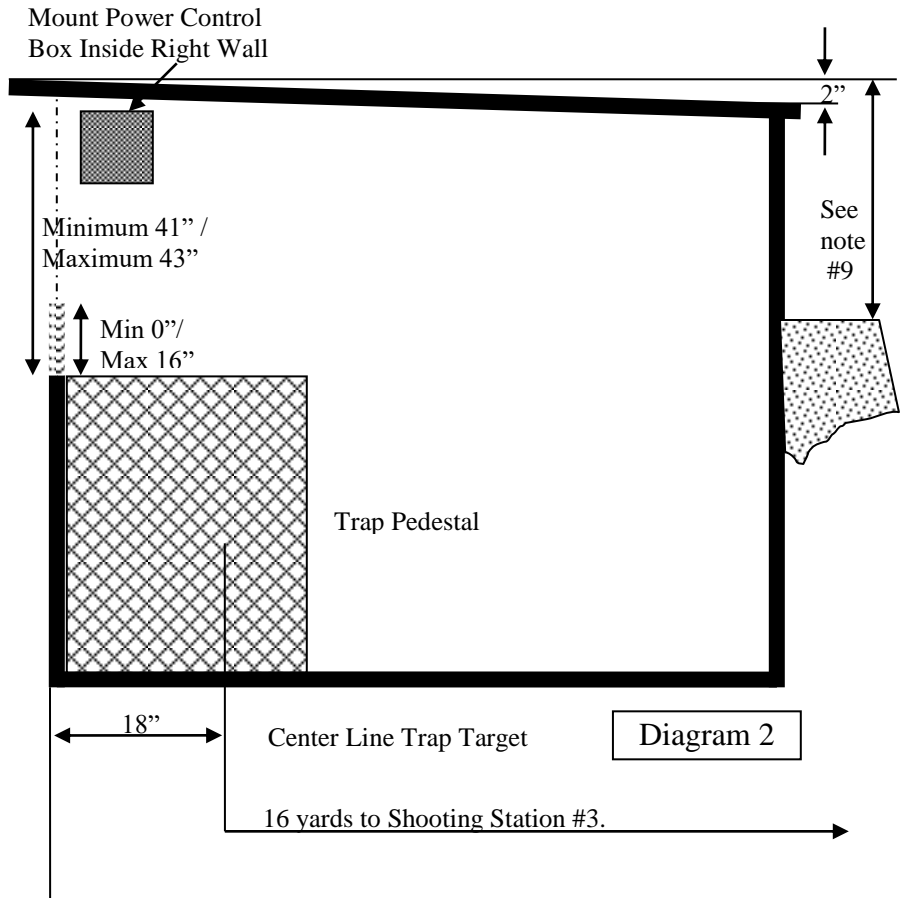 Mount Power Control
Box Inside Right Wall
2”
Minimum 41” /
Maximum 43”
See
note
#9
Min 0”/
Max 16”
Trap Pedestal
18”
Center Line Trap Target
Diagram 2
16 yards to Shooting Station #3.